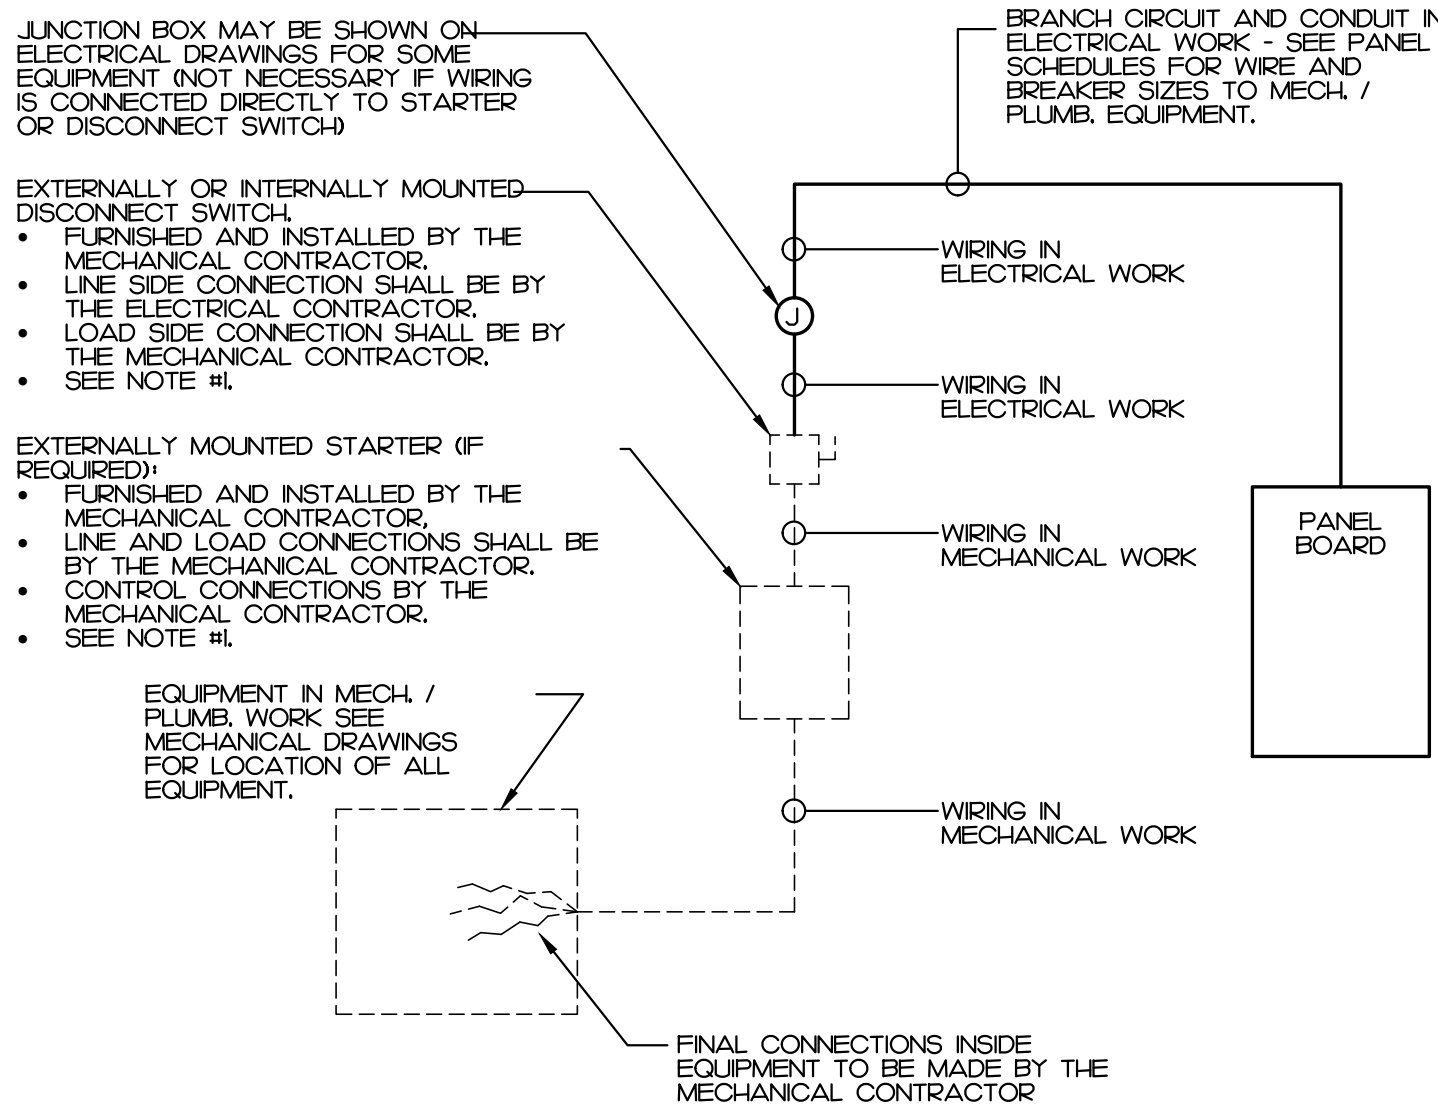 JUNCTION BOX MAY BE SHOWN ON
ELECTRICAL DRAWINGS FOR SOME
EQUIPMENT (NOT NECESSARY IF WIRING
IS CONNECTED DIRECTLY TO STARTER
OR DISCONNECT SWITCH)
BRANCH CIRCUIT AND CONDUIT IN
ELECTRICAL WORK - SEE PANEL
SCHEDULES FOR WIRE AND
BREAKER SIZES TO MECH. /
PLUMB. EQUIPMENT.
EXTERNALLY OR INTERNALLY MOUNTED
DISCONNECT SWITCH.
• FURNISHED AND INSTALLED BY THE
MECHANICAL CONTRACTOR.
• LINE SIDE CONNECTION SHALL BE BY
THE ELECTRICAL CONTRACTOR.
• LOAD SIDE CONNECTION SHALL BE BY
THE MECHANICAL CONTRACTOR.
• SEE NOTE #1.
WIRING IN
ELECTRICAL WORK
J
WIRING IN
ELECTRICAL WORK
EXTERNALLY MOUNTED STARTER (IF
REQUIRED):
• FURNISHED AND INSTALLED BY THE
MECHANICAL CONTRACTOR,
• LINE AND LOAD CONNECTIONS SHALL BE
BY THE MECHANICAL CONTRACTOR.
• CONTROL CONNECTIONS BY THE
MECHANICAL CONTRACTOR.
• SEE NOTE #1.
WIRING IN
MECHANICAL WORK
PANEL
BOARD
EQUIPMENT IN MECH. /
PLUMB. WORK SEE
MECHANICAL DRAWINGS
FOR LOCATION OF ALL
EQUIPMENT.
WIRING IN
MECHANICAL WORK
FINAL CONNECTIONS INSIDE
EQUIPMENT TO BE MADE BY THE
MECHANICAL CONTRACTOR